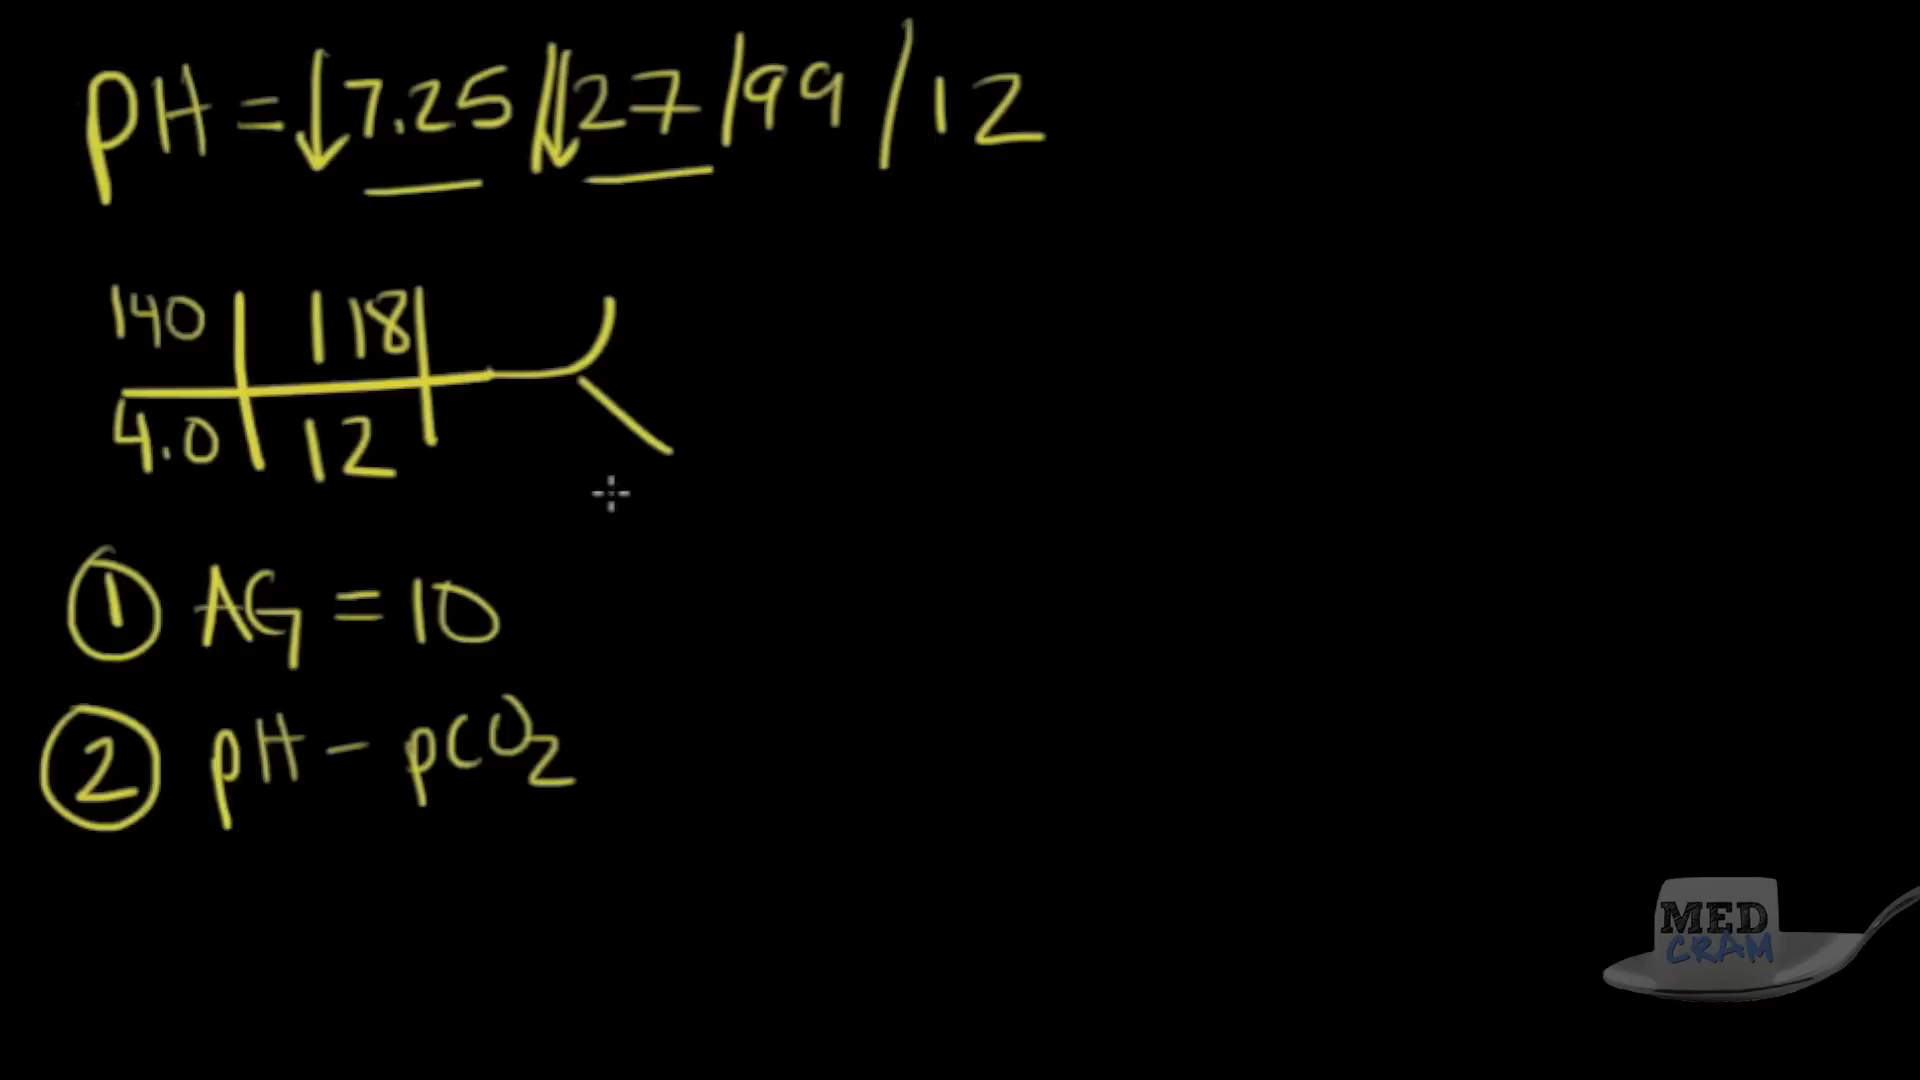 pH = ↓7.25 / ↓27 / 99 / 12
140 | 118 |
4.0 | 12
① AG = 10
② pH - pCO2
MED
CRAM